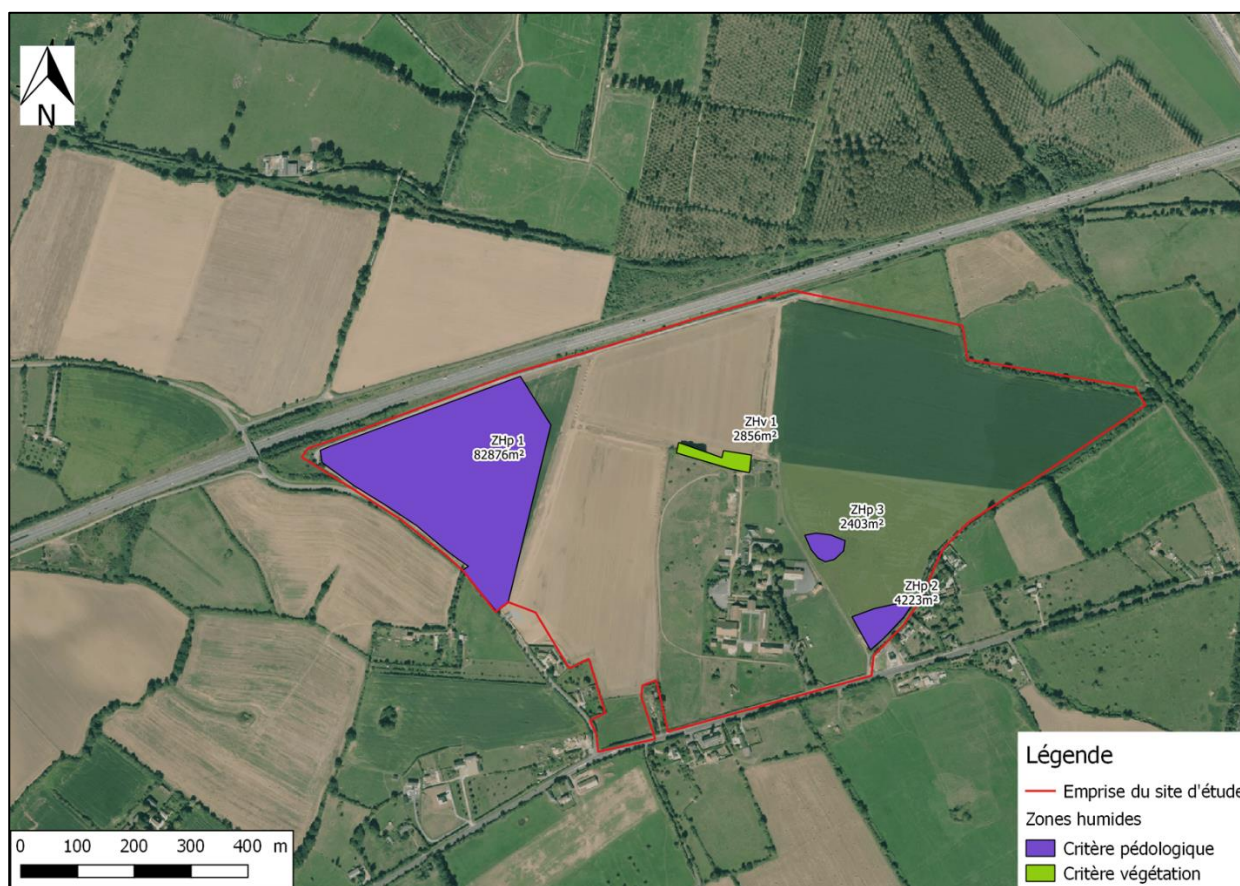 N
ZHp 1
82876m²
ZHv 1
2856m²
ZHp 3
2403m²
ZHp 2
4223m²
Légende
Emprise du site d'étude
Zones humides
Critère pédologique
Critère végétation
0 100 200 300 400 m